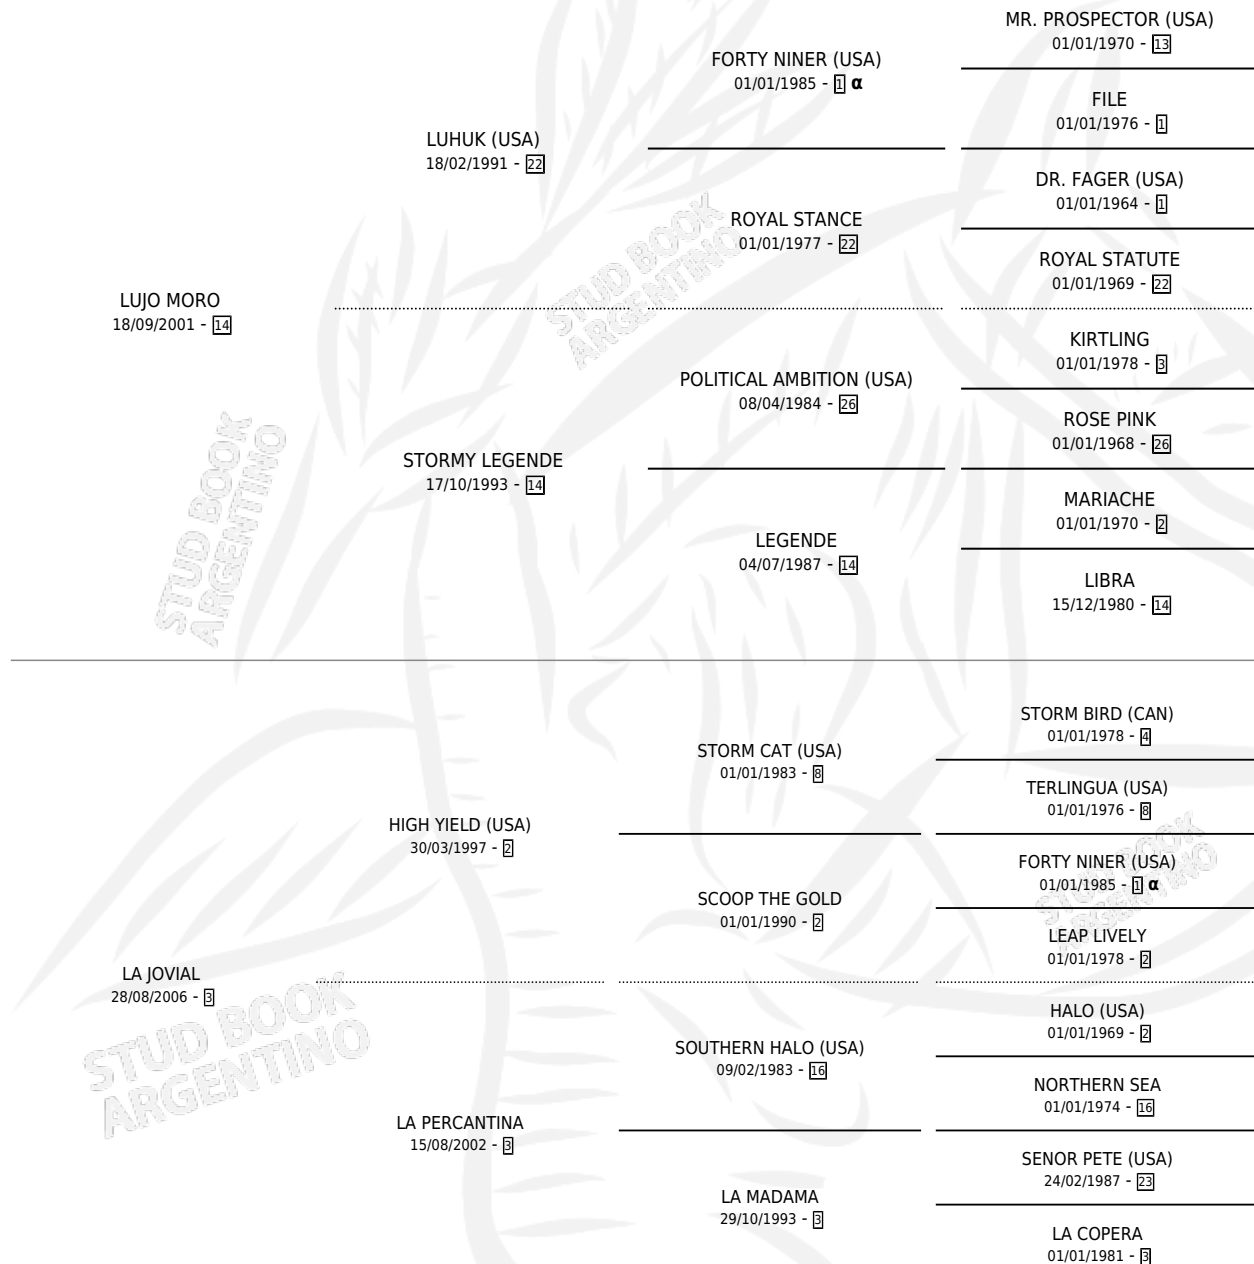 MR. PROSPECTOR (USA)
01/01/1970 - 13
FORTY NINER (USA)
01/01/1985 - 1 α
FILE
01/01/1976 - 1
LUHUK (USA)
18/02/1991 - 22
DR. FAGER (USA)
01/01/1964 - 1
ROYAL STANCE
01/01/1977 - 22
ROYAL STATUTE
01/01/1969 - 22
LUJO MORO
18/09/2001 - 14
KIRTLING
01/01/1978 - 3
POLITICAL AMBITION (USA)
08/04/1984 - 26
ROSE PINK
01/01/1968 - 26
STORMY LEGENDE
17/10/1993 - 14
MARIACHE
01/01/1970 - 2
LEGENDE
04/07/1987 - 14
LIBRA
15/12/1980 - 14
STUD BOOK
ARGENTINO
STUD BOOK
ARGENTINO
STORM BIRD (CAN)
01/01/1978 - 4
STORM CAT (USA)
01/01/1983 - 8
TERLINGUA (USA)
01/01/1976 - 8
HIGH YIELD (USA)
30/03/1997 - 2
FORTY NINER (USA)
01/01/1985 - 1 α
SCOOP THE GOLD
01/01/1990 - 2
LEAP LIVELY
01/01/1978 - 2
LA JOVIAL
28/08/2006 - 3
HALO (USA)
01/01/1969 - 2
SOUTHERN HALO (USA)
09/02/1983 - 16
NORTHERN SEA
01/01/1974 - 16
LA PERCANTINA
15/08/2002 - 3
SENOR PETE (USA)
24/02/1987 - 23
LA MADAMA
29/10/1993 - 3
LA COPERA
01/01/1981 - 3
STUD BOOK
ARGENTINO
STUD BOOK
ARGENTINO